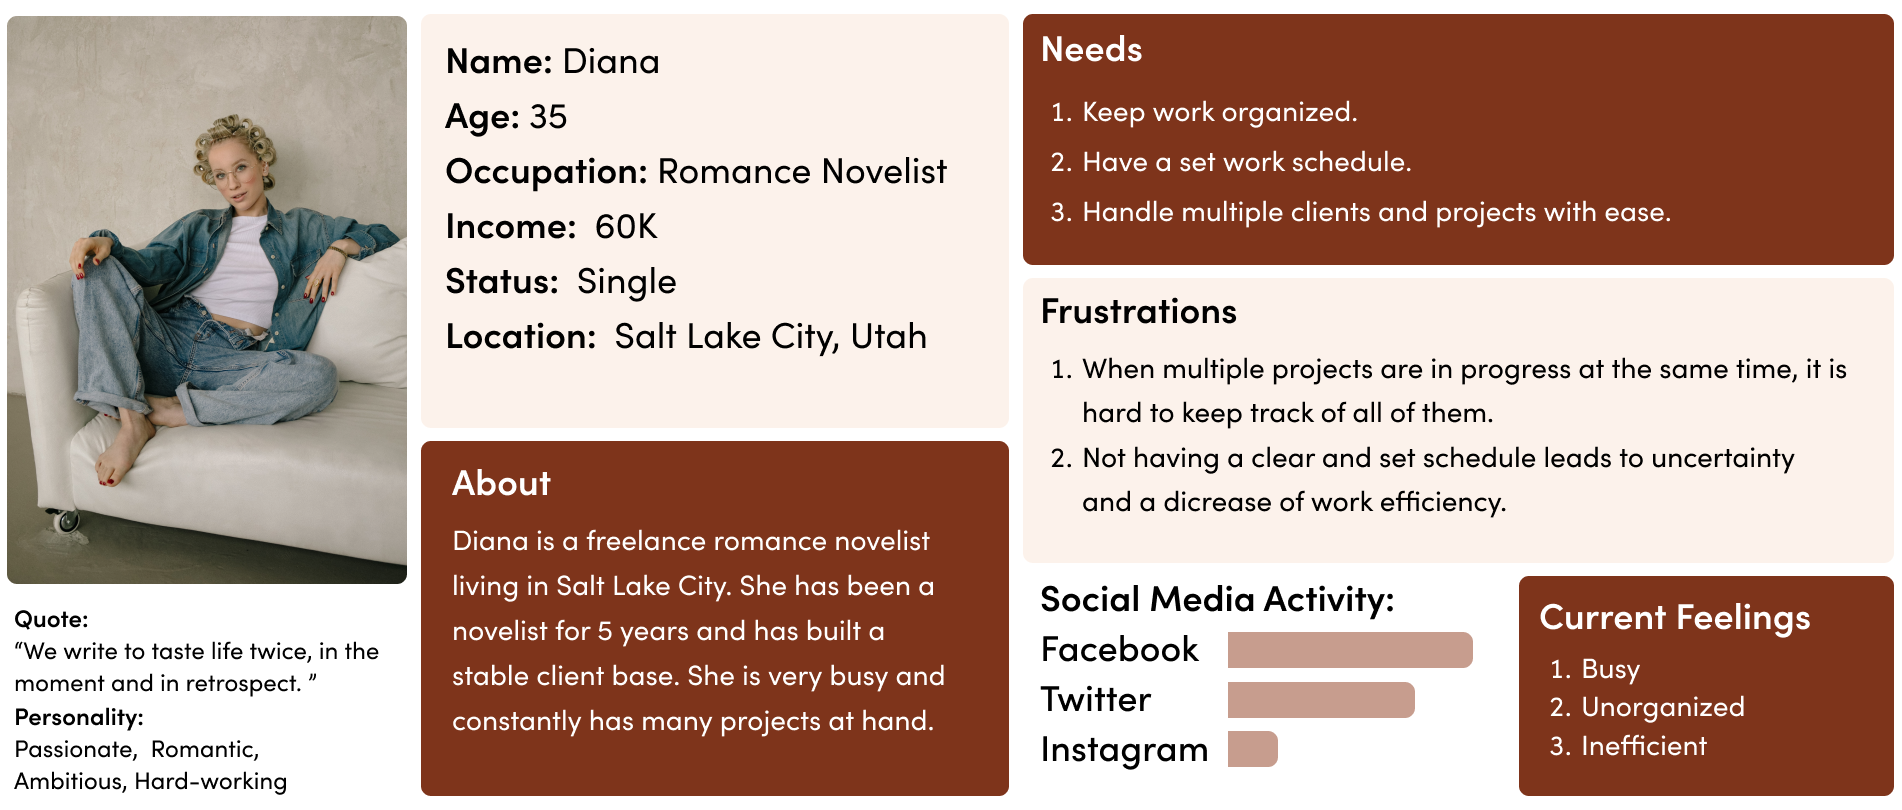 Name: Diana
Age: 35
Occupation: Romance Novelist
Income: 60K
Status: Single
Location: Salt Lake City, Utah
About
Diana is a freelance romance novelist
living in Salt Lake City. She has been a
novelist for 5 years and has built a
stable client base. She is very busy and
constantly has many projects at hand.
Quote:
“We write to taste life twice, in the
moment and in retrospect. ”
Personality:
Passionate, Romantic,
Ambitious, Hard-working
Needs
1. Keep work organized.
2. Have a set work schedule.
3. Handle multiple clients and projects with ease.
Frustrations
1. When multiple projects are in progress at the same time, it is
hard to keep track of all of them.
2. Not having a clear and set schedule leads to uncertainty
and a dicrease of work efficiency.
Social Media Activity:
Facebook
Twitter
Instagram
Current Feelings
1. Busy
2. Unorganized
3. Inefficient